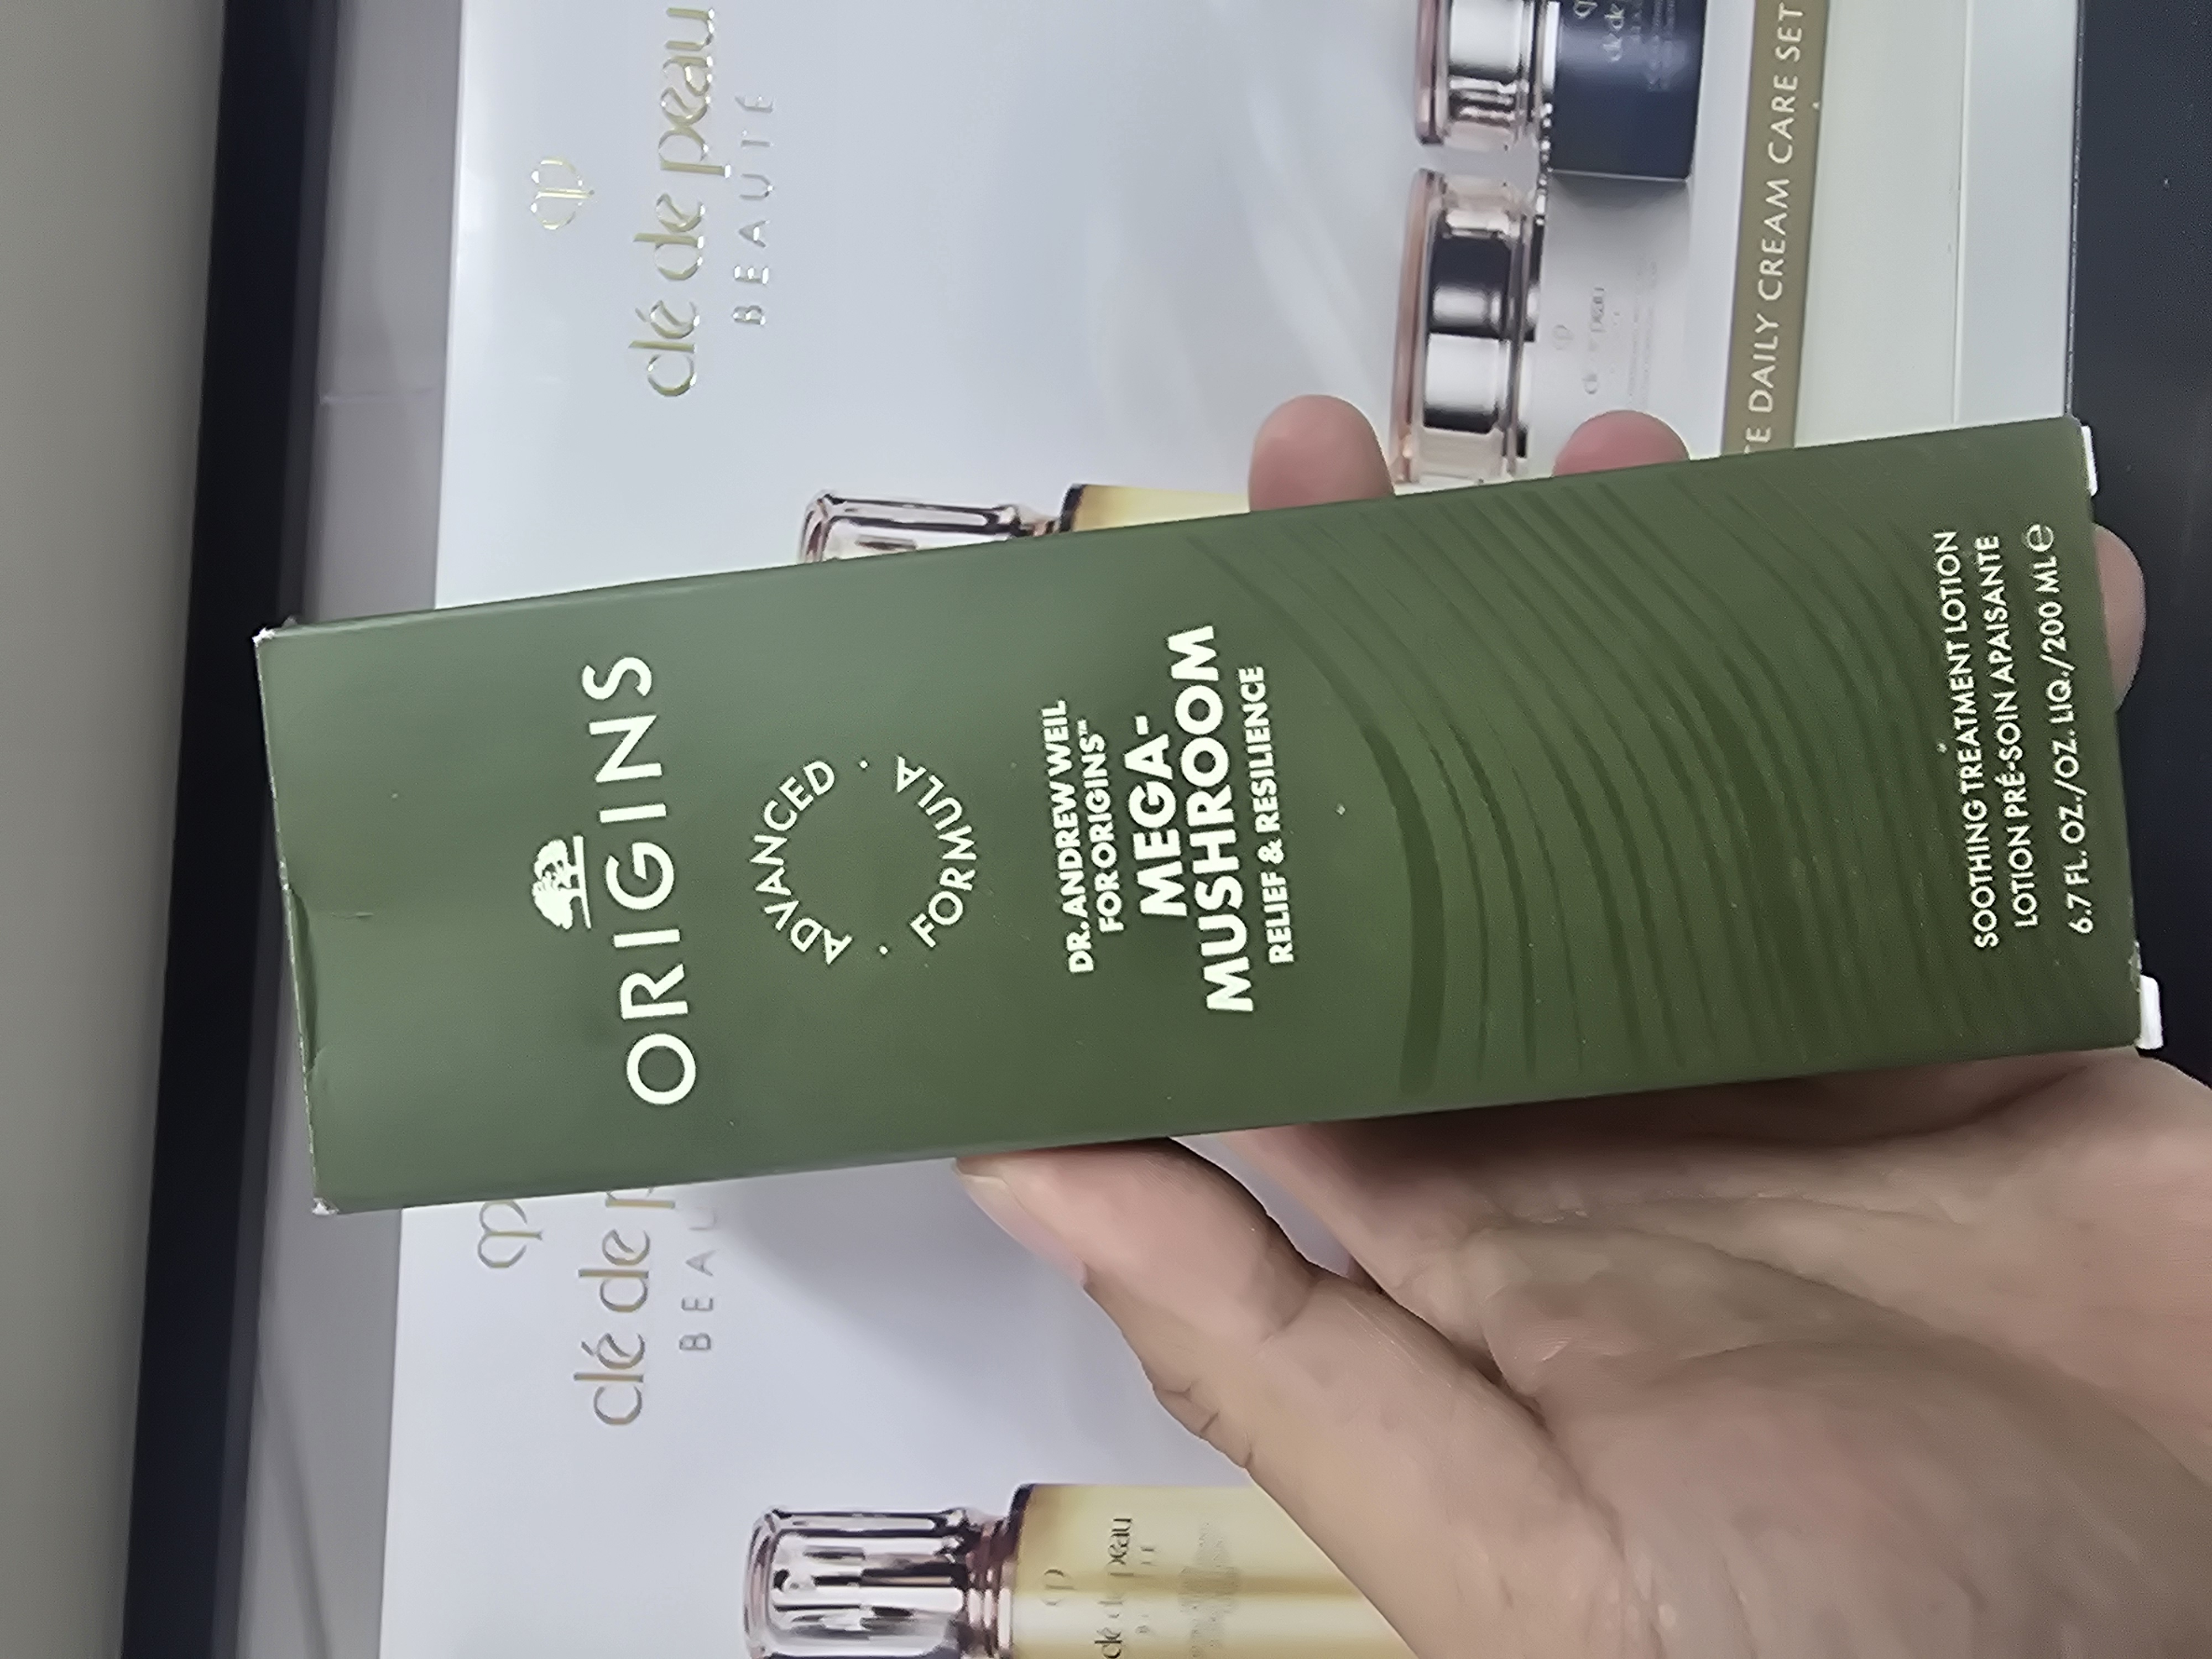 ORIGINS
ADVANCED
FORMULA
DR. ANDREW WEIL
FOR ORIGINS™
MEGA-
MUSHROOM
RELIEF & RESILIENCE
SOOTHING TREATMENT LOTION
LOTION PRÉ-SOIN APAISANTE
6.7 FL. OZ./OZ. LIQ./200 ML℮
clé de peau
BEAUTÉ
DAILY CREAM CARE SET
clé de
BEAU
clé de peau